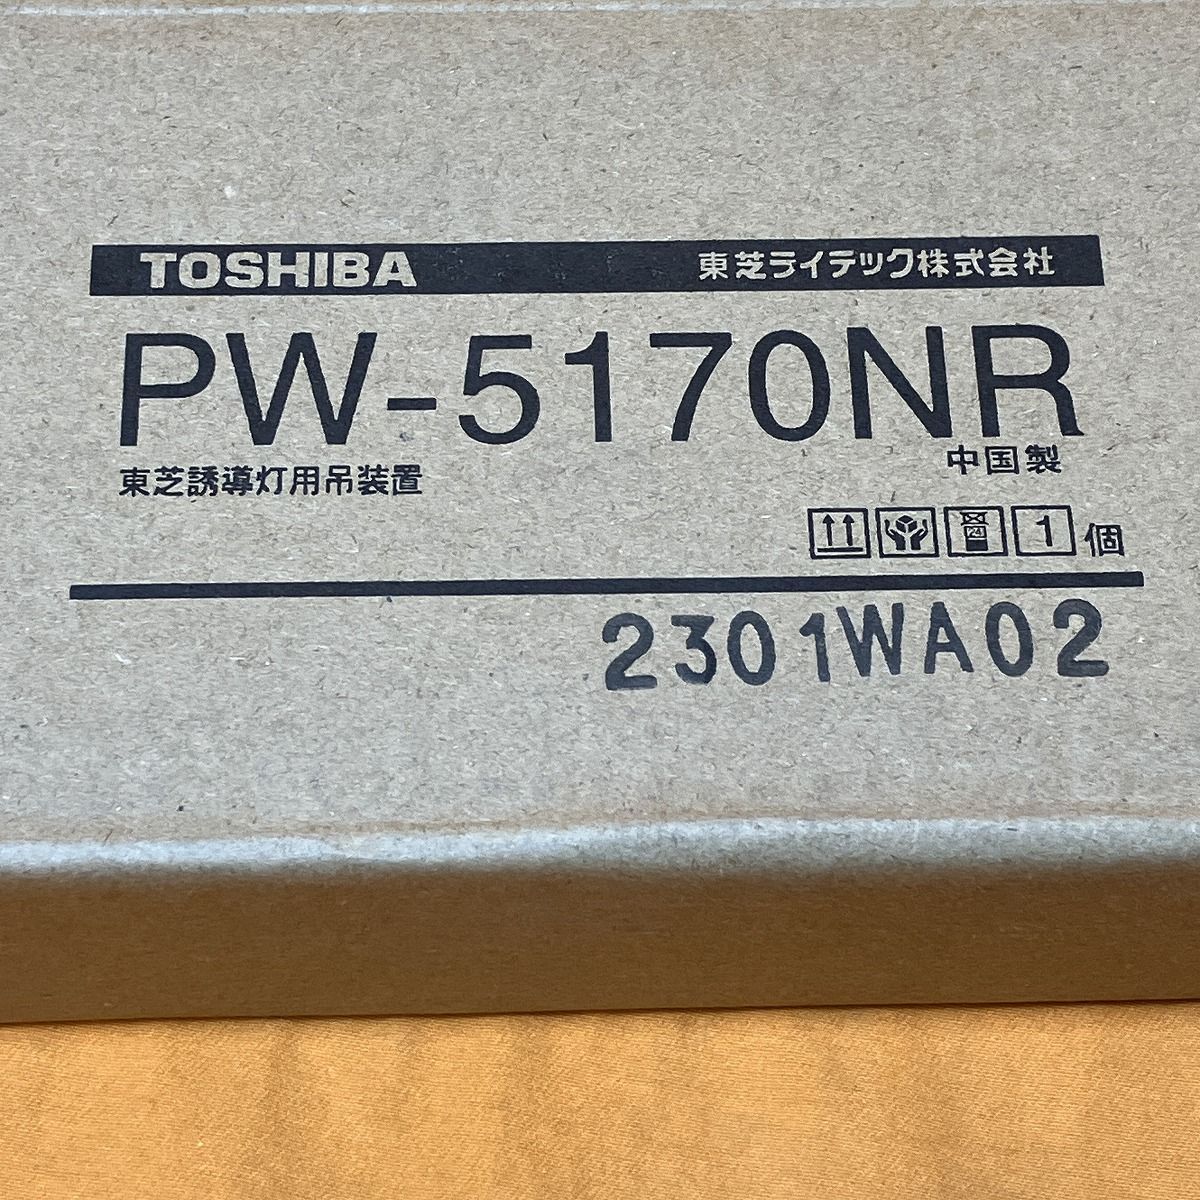 TOSHIBA 東芝ライテック株式会社
PW-5170NR
東芝誘導灯用吊装置 中国製
24 1個
2301WA02